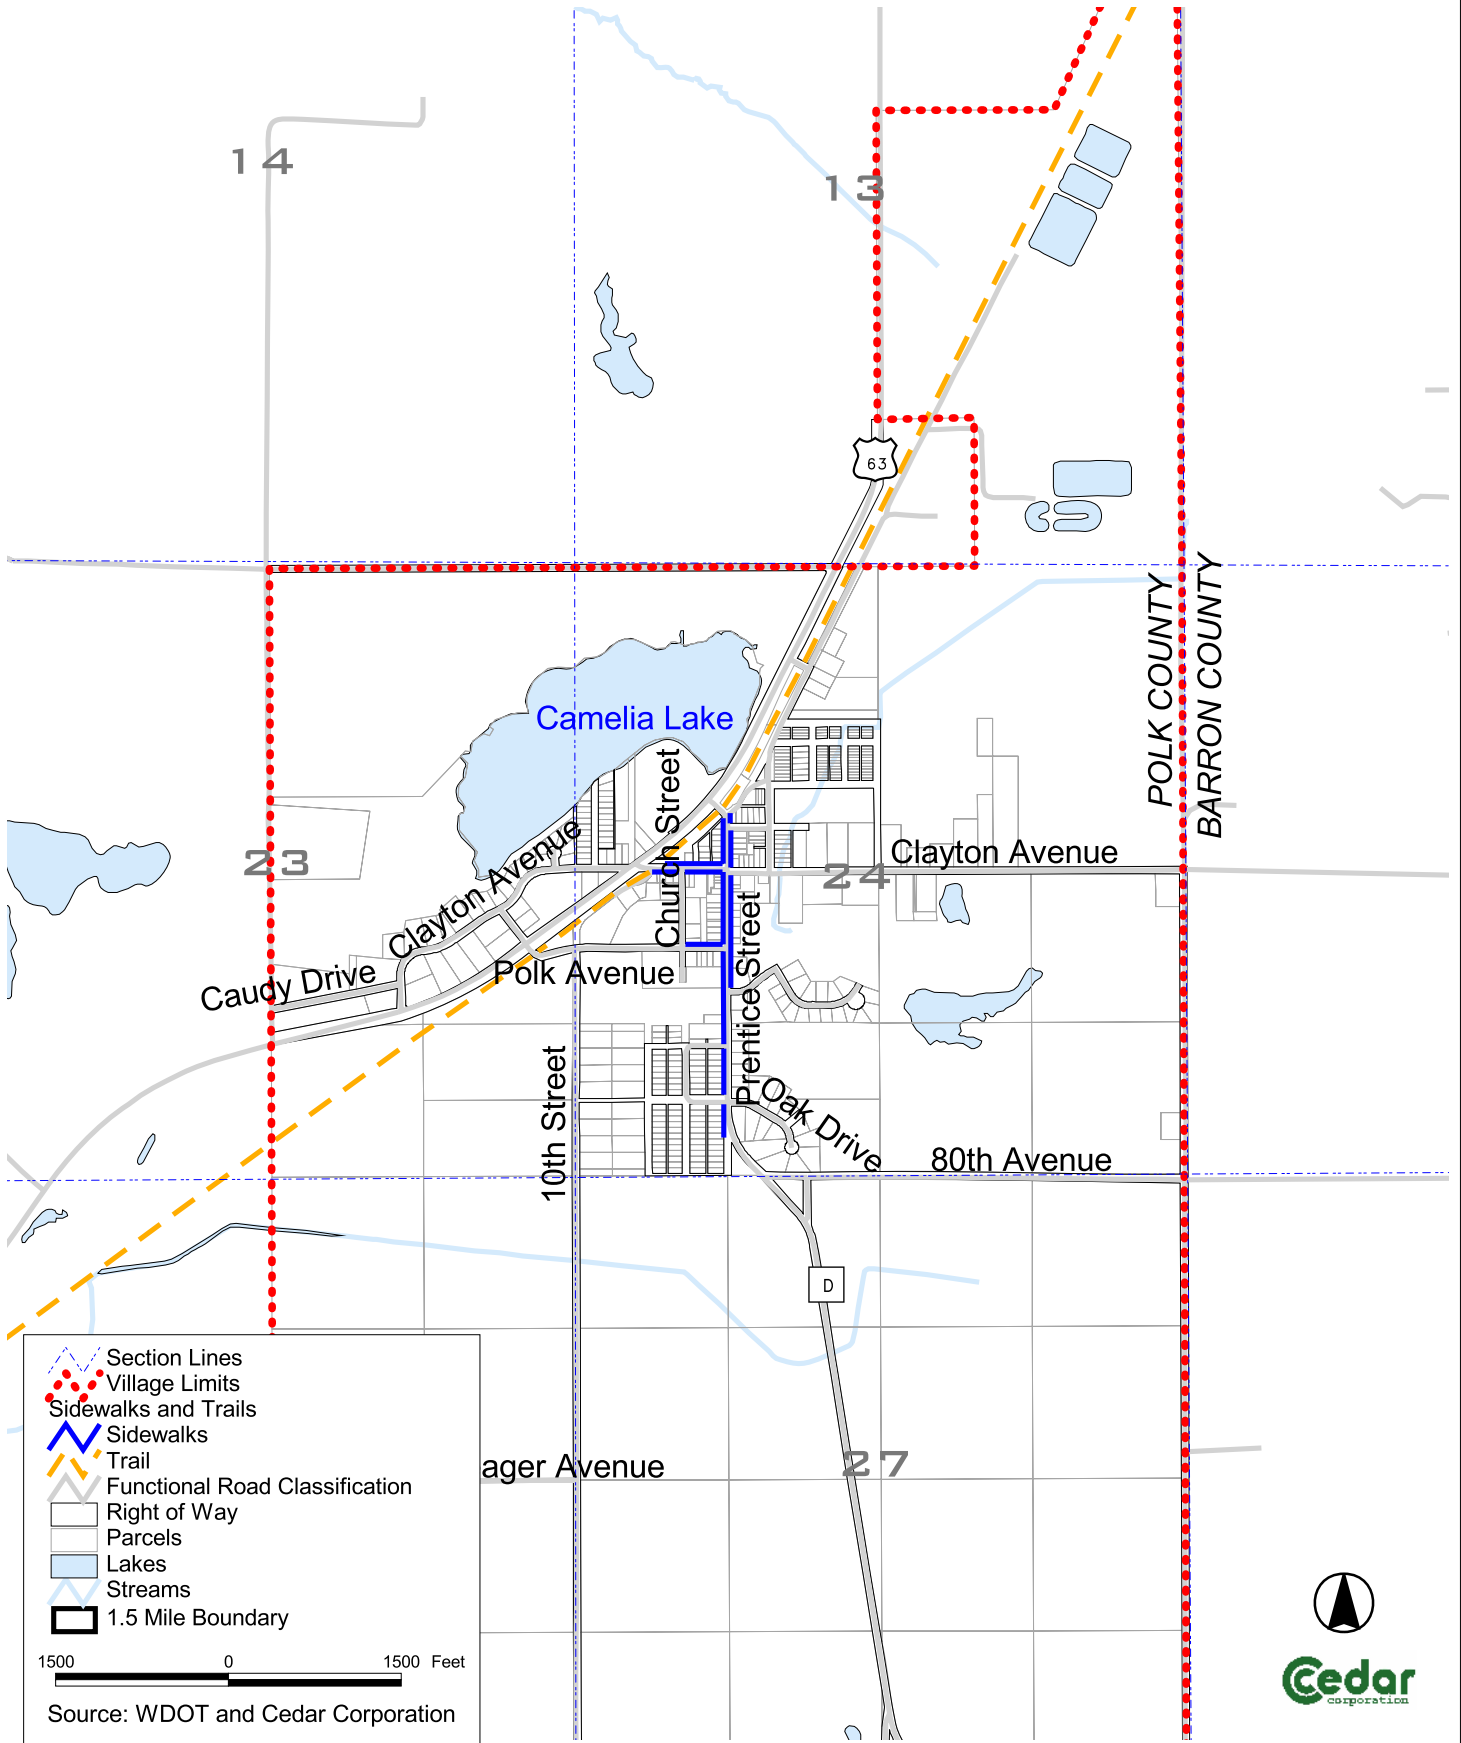 14
13
63
POLK COUNTY
BARRON COUNTY
Camelia Lake
Church Street
Clayton Avenue
23
24
Clayton Avenue
Prentice Street
Polk Avenue
Caudy Drive
10th Street
Oak Drive
80th Avenue
D
ager Avenue
27
Section Lines
Village Limits
Sidewalks and Trails
Sidewalks
Trail
Functional Road Classification
Right of Way
Parcels
Lakes
Streams
1.5 Mile Boundary
1500 0 1500 Feet
Source: WDOT and Cedar Corporation
Cedar
corporation